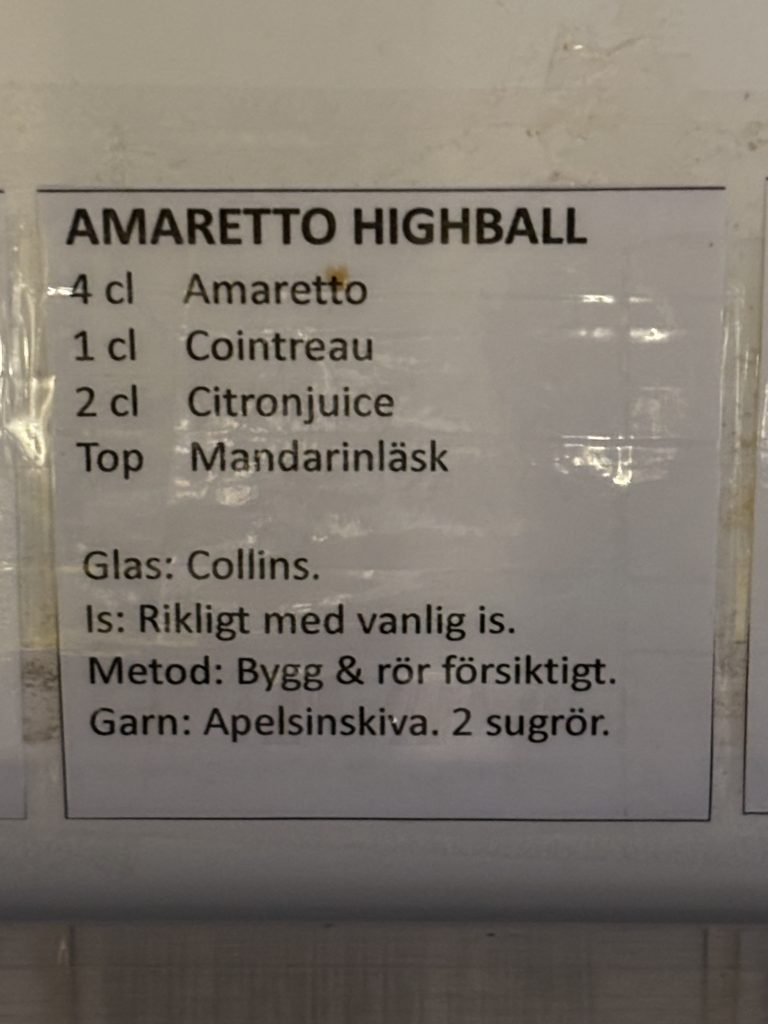 AMARETTO HIGHBALL
4 cl Amaretto
1 cl Cointreau
2 cl Citronjuice
Top Mandarinläsk
Glas: Collins.
Is: Rikligt med vanlig is.
Metod: Bygg & rör försiktigt.
Garn: Apelsinskiva. 2 sugrör.